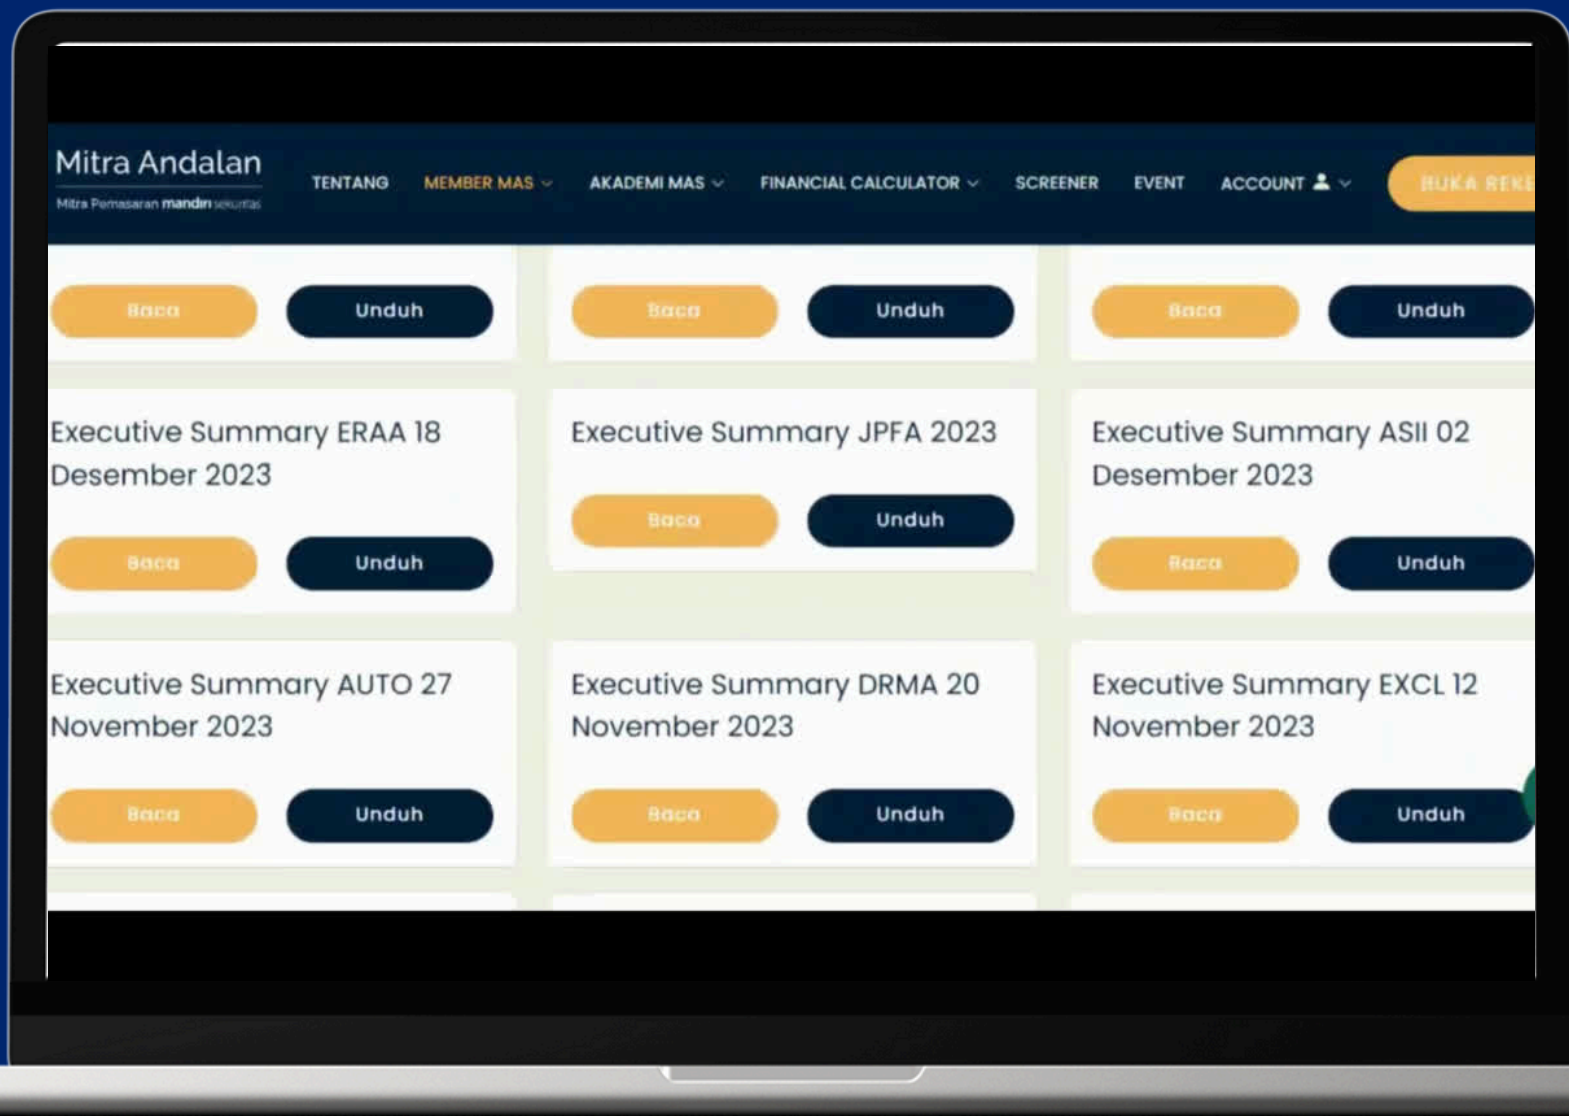 Mitra Andalan
Mitra Pemasaran mandiri sekuritas
TENTANG MEMBER MAS AKADEMI MAS FINANCIAL CALCULATOR SCREENER EVENT ACCOUNT BUKA REKE
Baca Unduh Baca Unduh Baca Unduh
Executive Summary ERAA 18
Desember 2023
Baca Unduh
Executive Summary JPFA 2023
Baca Unduh
Executive Summary ASII 02
Desember 2023
Baca Unduh
Executive Summary AUTO 27
November 2023
Baca Unduh
Executive Summary DRMA 20
November 2023
Baca Unduh
Executive Summary EXCL 12
November 2023
Baca Unduh